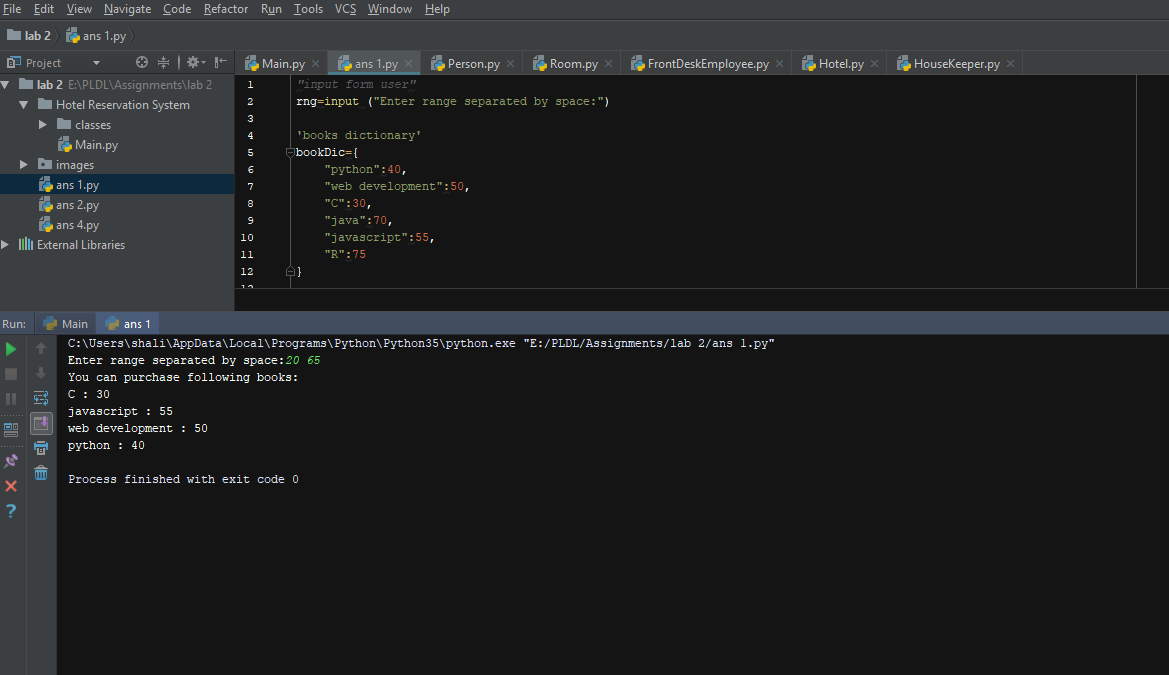 File Edit View Navigate Code Refactor Run Tools VCS Window Help
lab 2 ans 1.py
Project
Main.py ans 1.py Person.py Room.py FrontDeskEmployee.py Hotel.py HouseKeeper.py
lab 2 E:\PLDL\Assignments\lab 2
Hotel Reservation System
classes
Main.py
images
ans 1.py
ans 2.py
ans 4.py
External Libraries
1 "input form user"
2 rng=input ("Enter range separated by space:")
3
4 'books dictionary'
5 bookDic={
6 "python":40,
7 "web development":50,
8 "C":30,
9 "java":70,
10 "javascript":55,
11 "R":75
12 }
Run: Main ans 1
C:\Users\shali\AppData\Local\Programs\Python\Python35\python.exe "E:/PLDL/Assignments/lab 2/ans 1.py"
Enter range separated by space:20 65
You can purchase following books:
C : 30
javascript : 55
web development : 50
python : 40
Process finished with exit code 0